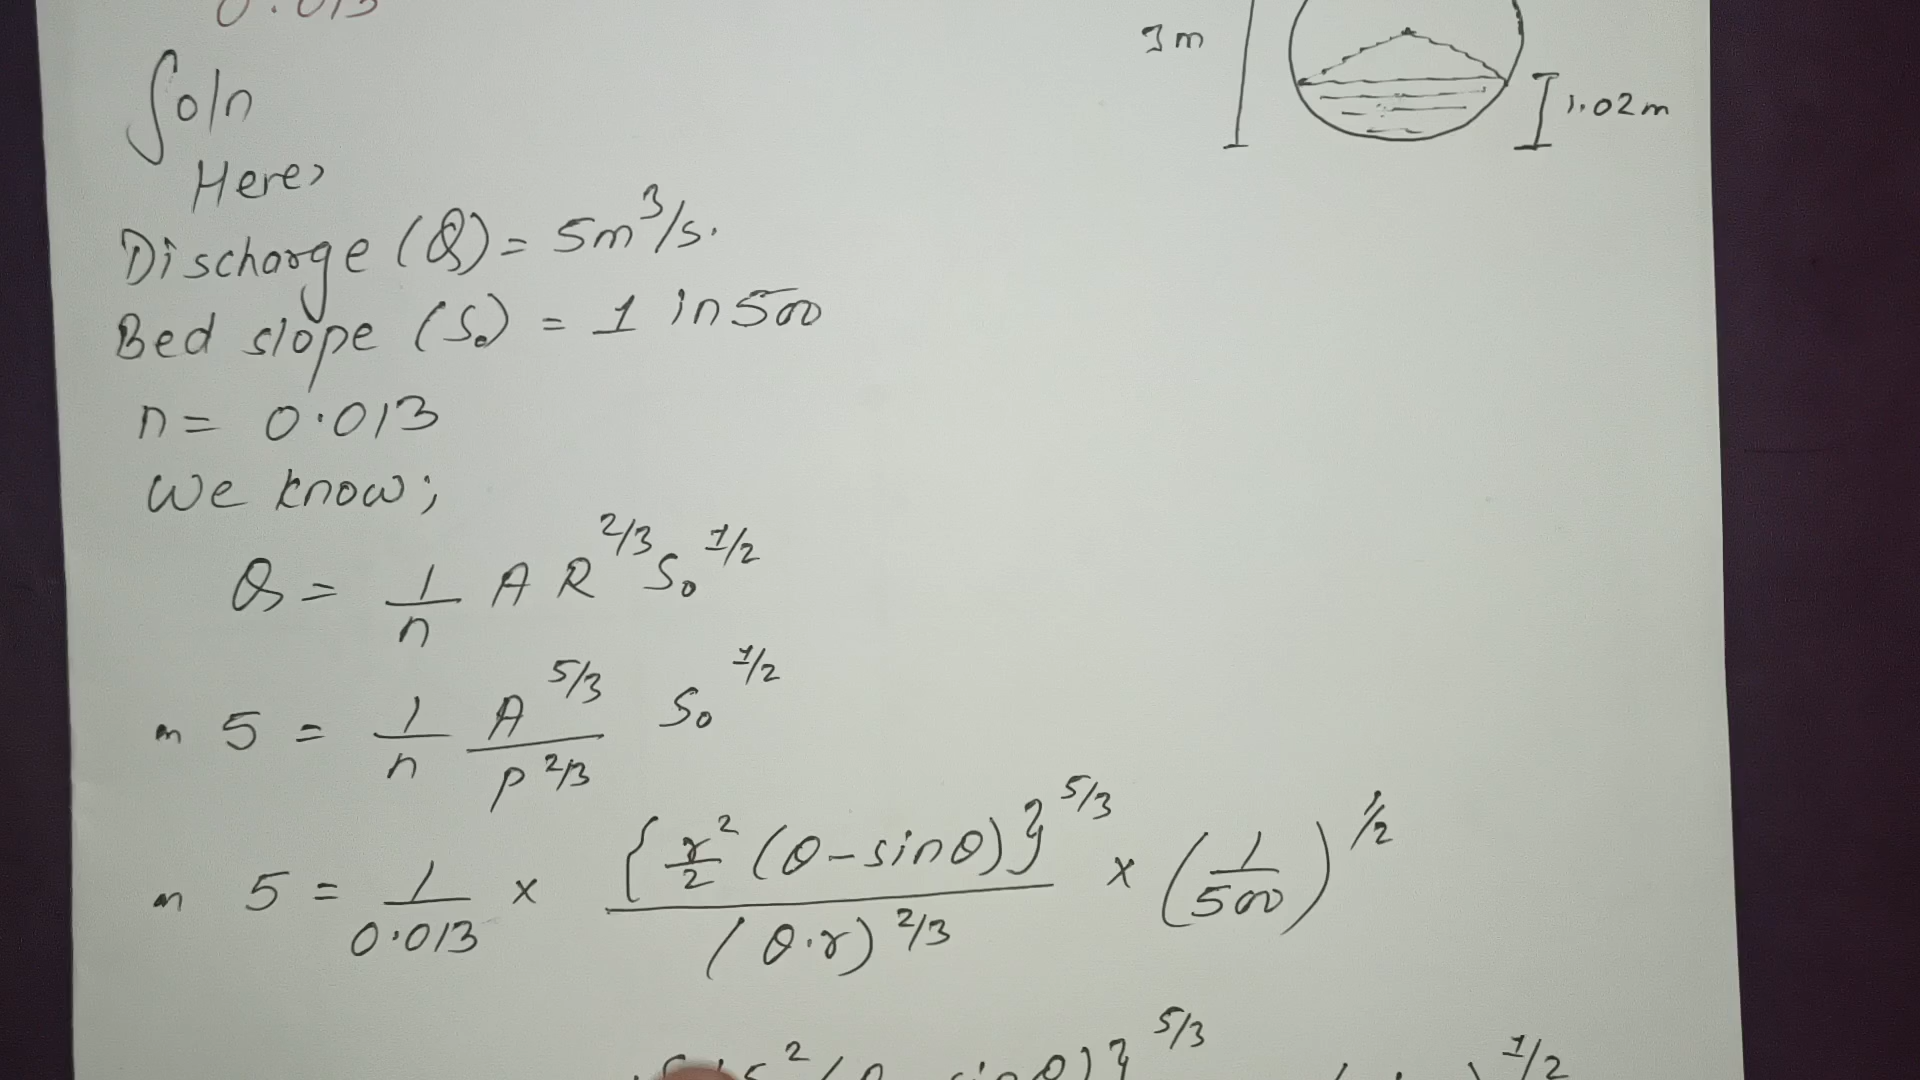 0.013
3m
1.02m
Soln
Here,
Discharge (Q) = 5m³/s.
Bed slope (S₀) = 1 in 500
n = 0.013
We know;
Q = 1/n A R^2/3 S₀^1/2
or 5 = 1/n A^5/3 / P^2/3 S₀^1/2
or 5 = 1/0.013 × {r²/2 (θ-sinθ)}^5/3 / (θ.r)^2/3 × (1/500)^1/2